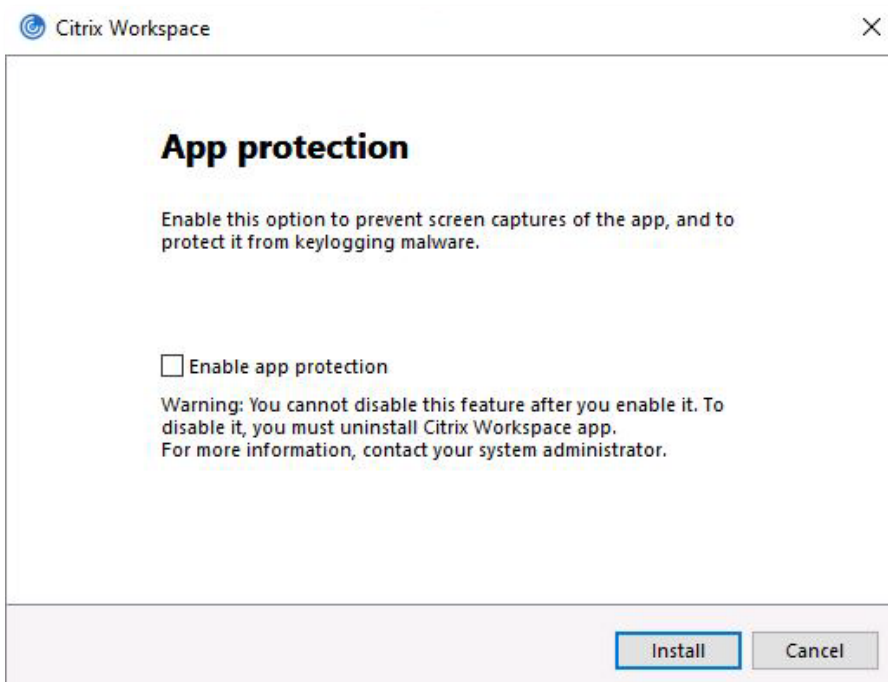 Citrix Workspace
App protection
Enable this option to prevent screen captures of the app, and to
protect it from keylogging malware.
Enable app protection
Warning: You cannot disable this feature after you enable it. To
disable it, you must uninstall Citrix Workspace app.
For more information, contact your system administrator.
Install
Cancel